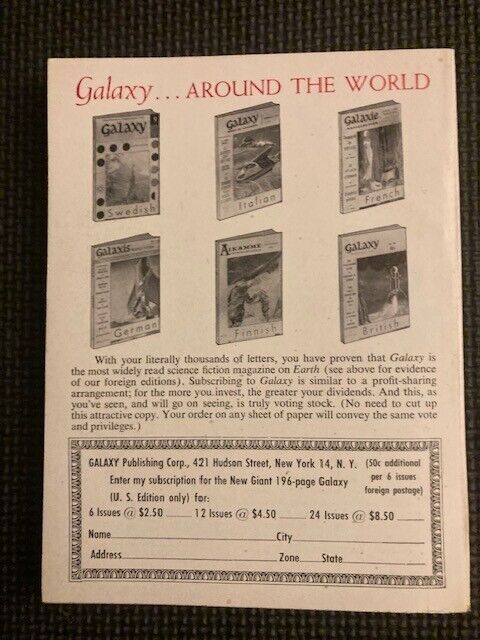 Galaxy... AROUND THE WORLD
Galaxy
9
Swedish
Galaxy
Italian
Galaxie
French
Galaxis
German
AIKAMME
Finnish
Galaxy
British
With your literally thousands of letters, you have proven that Galaxy is
the most widely read science fiction magazine on Earth (see above for evidence
of our foreign editions). Subscribing to Galaxy is similar to a profit-sharing
arrangement; for the more you invest, the greater your dividends. And this, as
you've seen, and will go on seeing, is truly voting stock. (No need to cut up
this attractive copy. Your order on any sheet of paper will convey the same vote
and privileges.)
GALAXY Publishing Corp., 421 Hudson Street, New York 14, N. Y.
(50c additional
per 6 issues
foreign postage)
Enter my subscription for the New Giant 196-page Galaxy
(U. S. Edition only) for:
6 Issues @ $2.50 12 Issues @ $4.50 24 Issues @ $8.50
Name City
Address Zone State